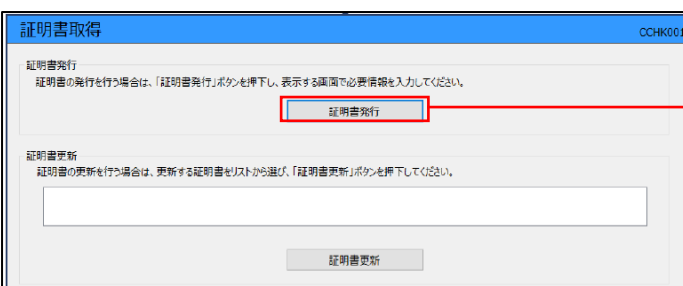 証明書取得
CCHK001
証明書発行
証明書の発行を行う場合は、「証明書発行」ボタンを押下し、表示する画面で必要情報を入力してください。
証明書発行
証明書更新
証明書の更新を行う場合は、更新する証明書をリストから選び、「証明書更新」ボタンを押下してください。
証明書更新